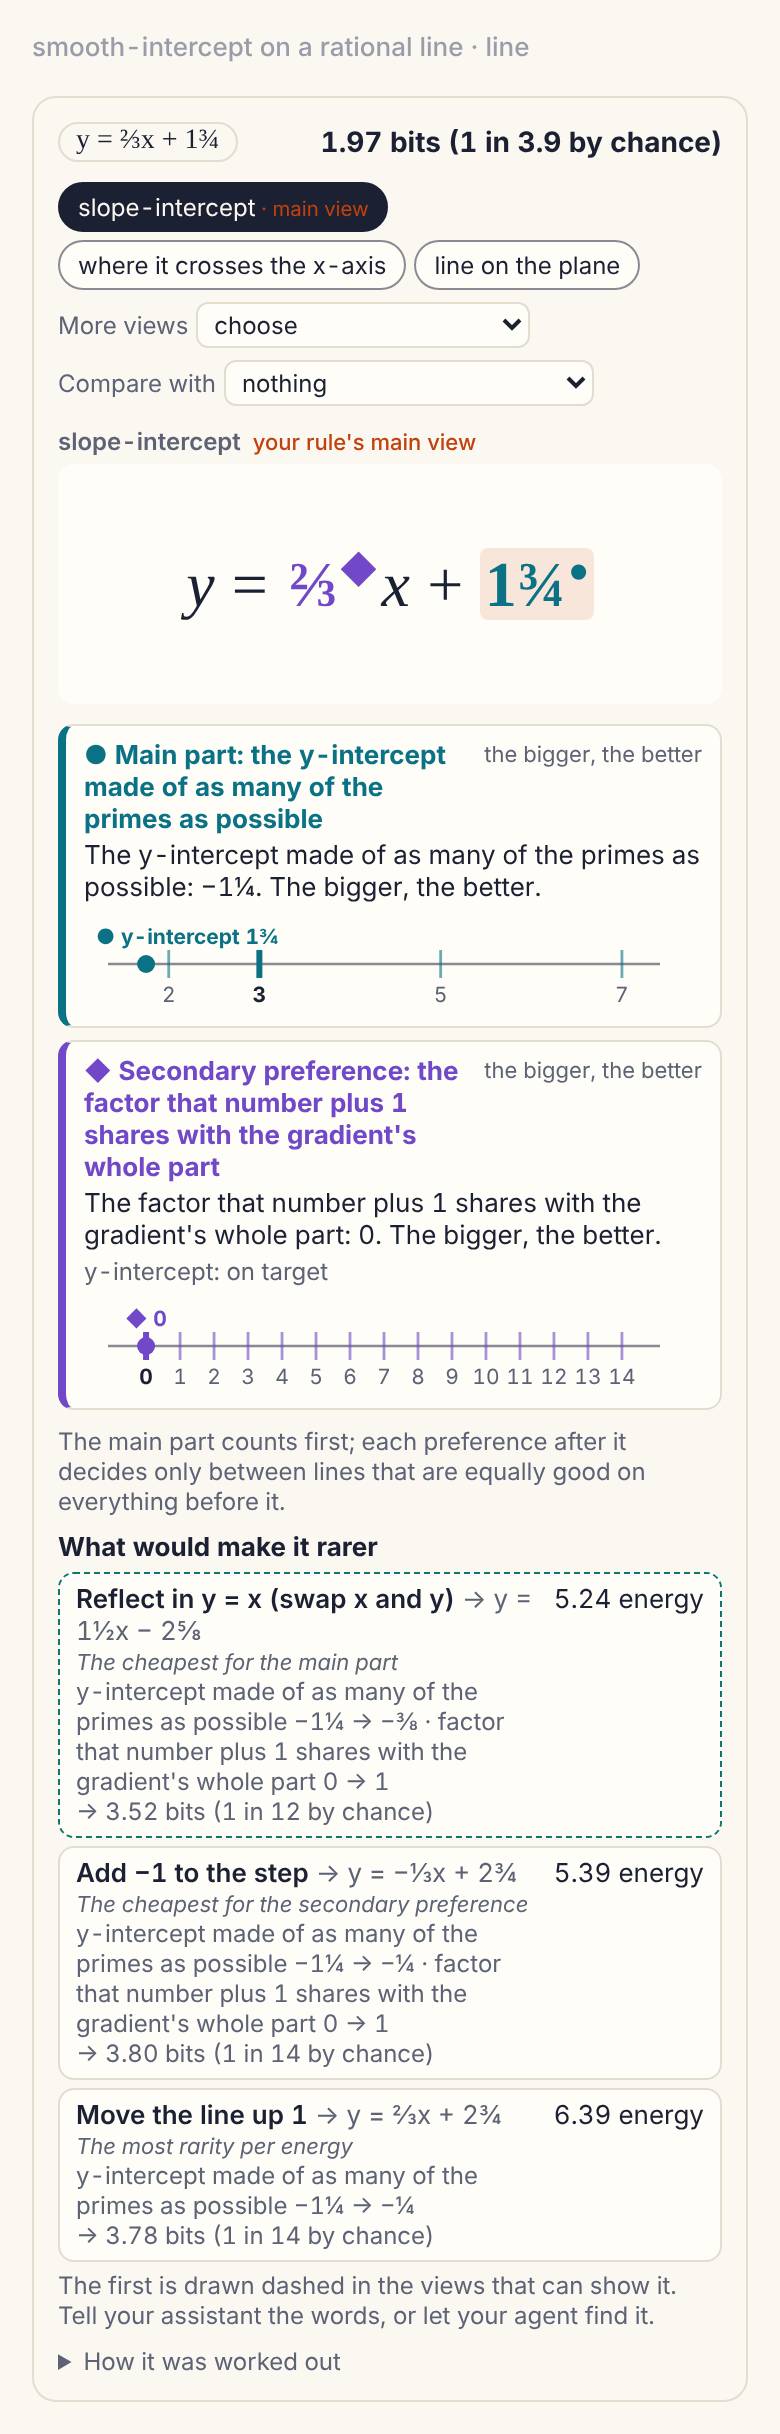 smooth-intercept on a rational line · line
y = ⅔x + 1¾
1.97 bits (1 in 3.9 by chance)
slope-intercept · main view
where it crosses the x-axis
line on the plane
More views choose
Compare with nothing
slope-intercept your rule's main view
y = ⅔◆x + 1¾●
● Main part: the y-intercept
made of as many of the
primes as possible
the bigger, the better
The y-intercept made of as many of the primes as
possible: −1¼. The bigger, the better.
● y-intercept 1¾
2 3 5 7
◆ Secondary preference: the
factor that number plus 1
shares with the gradient's
whole part
the bigger, the better
The factor that number plus 1 shares with the
gradient's whole part: 0. The bigger, the better.
y-intercept: on target
◆ 0
0 1 2 3 4 5 6 7 8 9 10 11 12 13 14
The main part counts first; each preference after it
decides only between lines that are equally good on
everything before it.
What would make it rarer
Reflect in y = x (swap x and y) → y =
1½x − 2⅝
5.24 energy
The cheapest for the main part
y-intercept made of as many of the
primes as possible −1¼ → −⅜ · factor
that number plus 1 shares with the
gradient's whole part 0 → 1
→ 3.52 bits (1 in 12 by chance)
Add −1 to the step → y = −⅓x + 2¾
5.39 energy
The cheapest for the secondary preference
y-intercept made of as many of the
primes as possible −1¼ → −¼ · factor
that number plus 1 shares with the
gradient's whole part 0 → 1
→ 3.80 bits (1 in 14 by chance)
Move the line up 1 → y = ⅔x + 2¾
6.39 energy
The most rarity per energy
y-intercept made of as many of the
primes as possible −1¼ → −¼
→ 3.78 bits (1 in 14 by chance)
The first is drawn dashed in the views that can show it.
Tell your assistant the words, or let your agent find it.
▶ How it was worked out